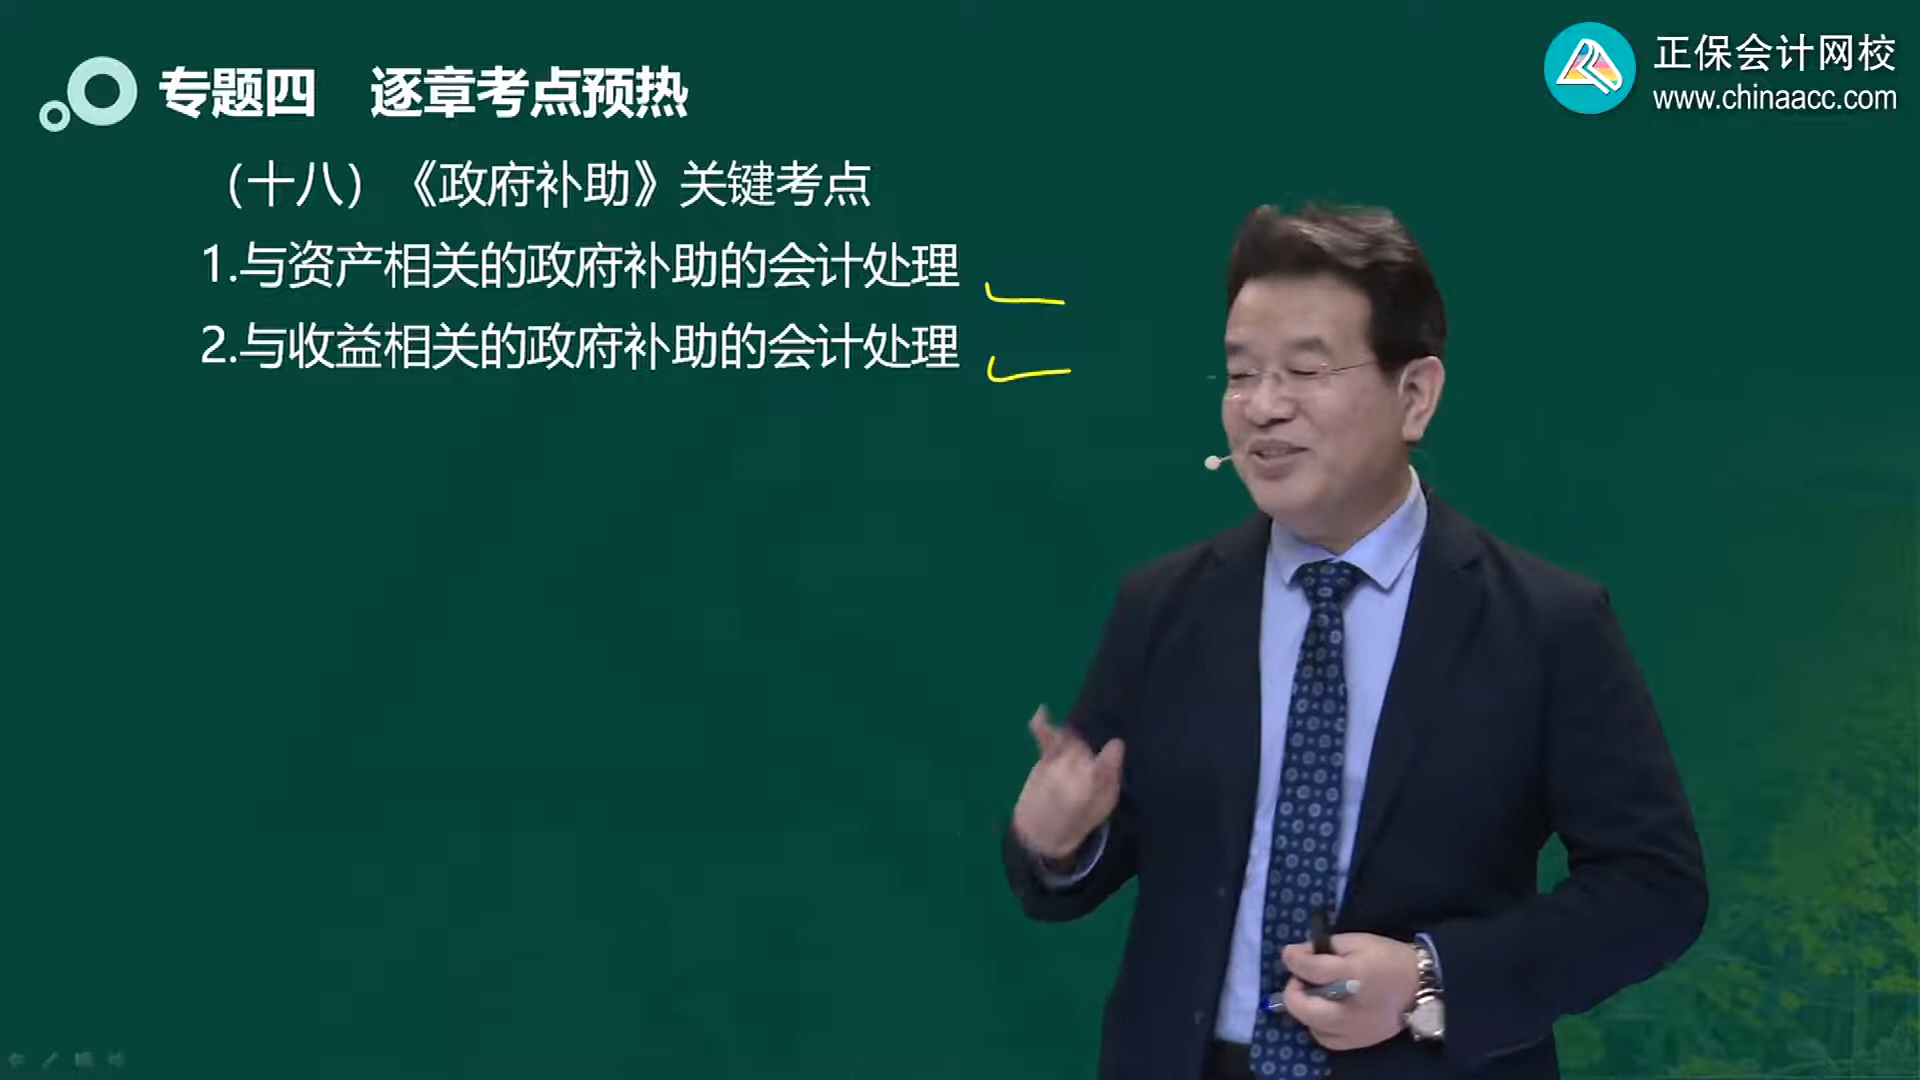 专题四 逐章考点预热
正保会计网校
www.chinaacc.com
（十八）《政府补助》关键考点
1.与资产相关的政府补助的会计处理
2.与收益相关的政府补助的会计处理